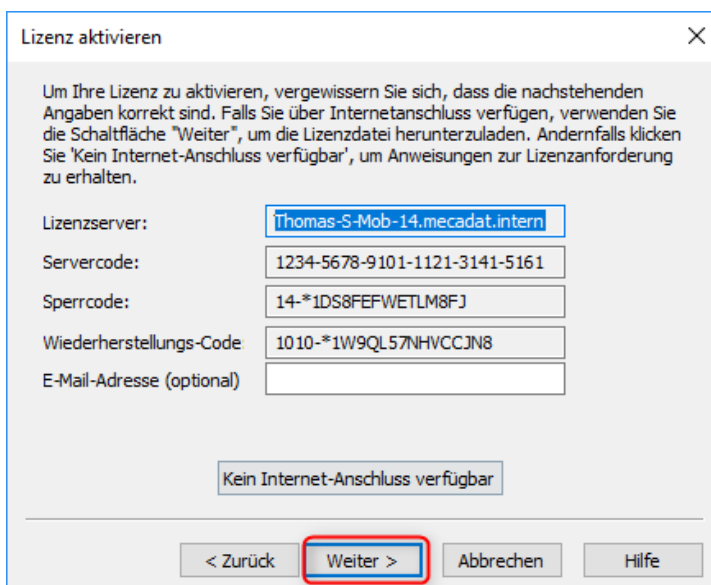 Lizenz aktivieren
Um Ihre Lizenz zu aktivieren, vergewissern Sie sich, dass die nachstehenden
Angaben korrekt sind. Falls Sie über Internetanschluss verfügen, verwenden Sie
die Schaltfläche "Weiter", um die Lizenzdatei herunterzuladen. Andernfalls klicken
Sie 'Kein Internet-Anschluss verfügbar', um Anweisungen zur Lizenzanforderung
zu erhalten.
Lizenzserver: Thomas-S-Mob-14.mecadat.intern
Servercode: 1234-5678-9101-1121-3141-5161
Sperrcode: 14-*1DS8FEFWETLM8FJ
Wiederherstellungs-Code: 1010-*1W9QL57NHVCCJN8
E-Mail-Adresse (optional)
Kein Internet-Anschluss verfügbar
< Zurück Weiter > Abbrechen Hilfe